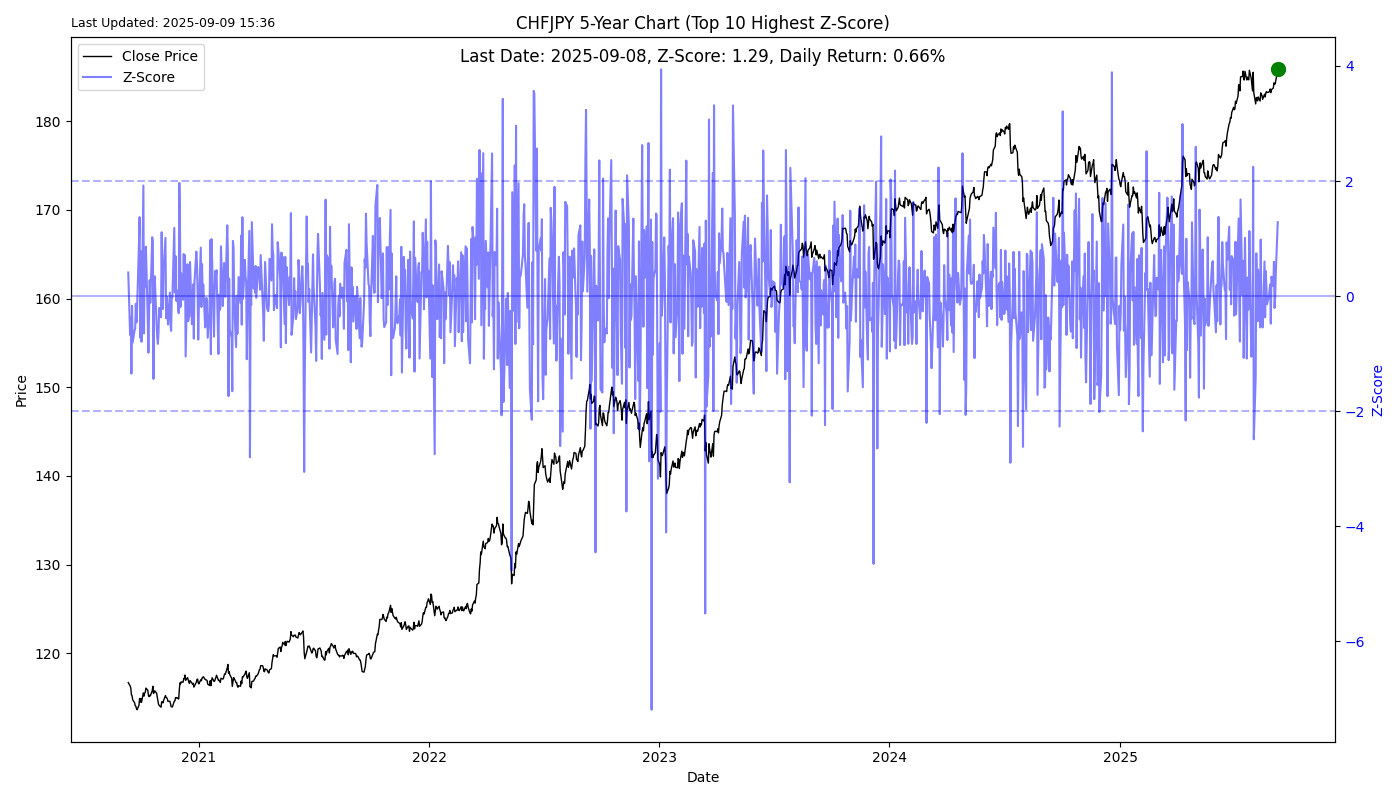 Last Updated: 2025-09-09 15:36
CHFJPY 5-Year Chart (Top 10 Highest Z-Score)
Last Date: 2025-09-08, Z-Score: 1.29, Daily Return: 0.66%
Close Price
Z-Score
Price
180
170
160
150
140
130
120
4
2
0
−2
−4
−6
Z-Score
2021
2022
2023
2024
2025
Date